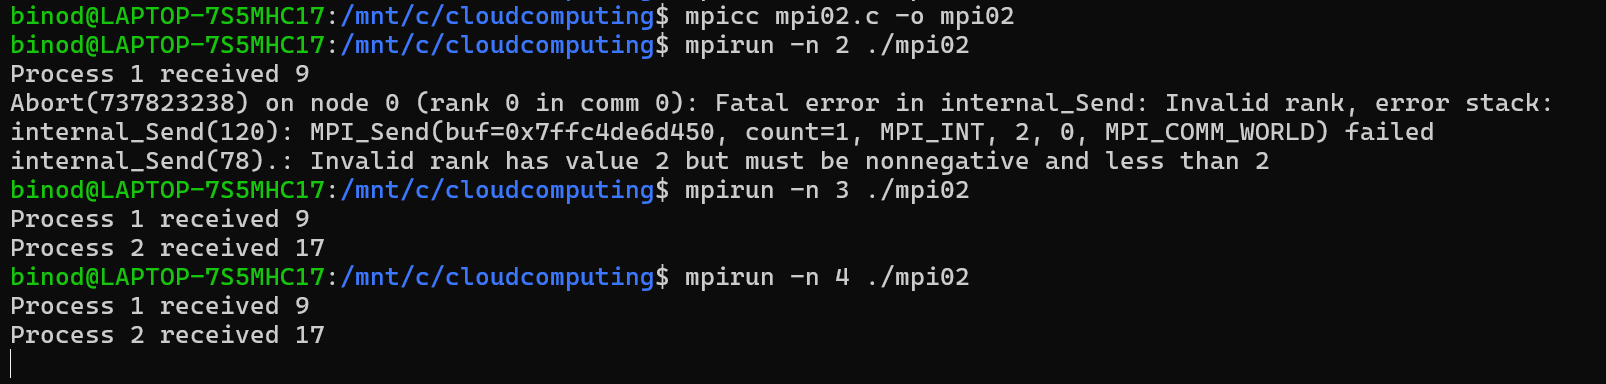 binod@LAPTOP-7S5MHC17:/mnt/c/cloudcomputing$ mpicc mpi02.c -o mpi02
binod@LAPTOP-7S5MHC17:/mnt/c/cloudcomputing$ mpirun -n 2 ./mpi02
Process 1 received 9
Abort(737823238) on node 0 (rank 0 in comm 0): Fatal error in internal_Send: Invalid rank, error stack:
internal_Send(120): MPI_Send(buf=0x7ffc4de6d450, count=1, MPI_INT, 2, 0, MPI_COMM_WORLD) failed
internal_Send(78).: Invalid rank has value 2 but must be nonnegative and less than 2
binod@LAPTOP-7S5MHC17:/mnt/c/cloudcomputing$ mpirun -n 3 ./mpi02
Process 1 received 9
Process 2 received 17
binod@LAPTOP-7S5MHC17:/mnt/c/cloudcomputing$ mpirun -n 4 ./mpi02
Process 1 received 9
Process 2 received 17